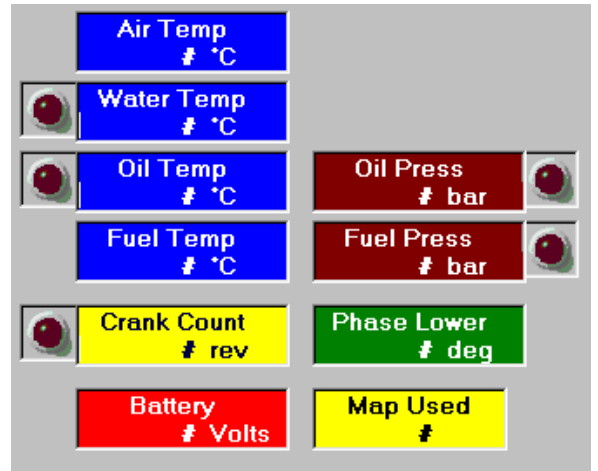 Air Temp
# °C
Water Temp
# °C
Oil Temp
# °C
Oil Press
# bar
Fuel Temp
# °C
Fuel Press
# bar
Crank Count
# rev
Phase Lower
# deg
Battery
# Volts
Map Used
#